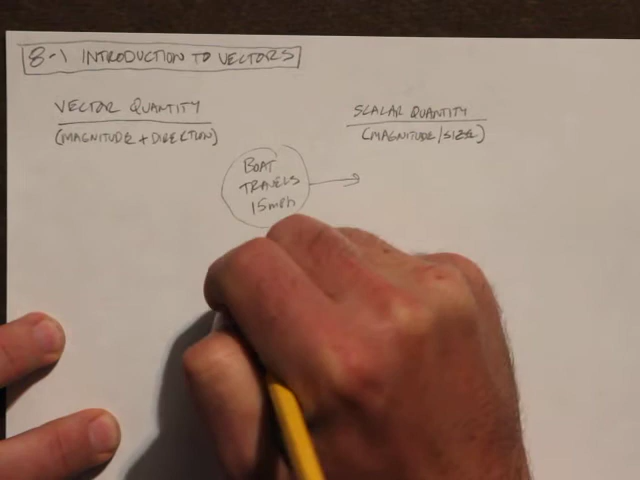 8-1 INTRODUCTION TO VECTORS
VECTOR QUANTITY
(MAGNITUDE + DIRECTION)
SCALAR QUANTITY
(MAGNITUDE/SIZE)
BOAT
TRAVELS
15mph